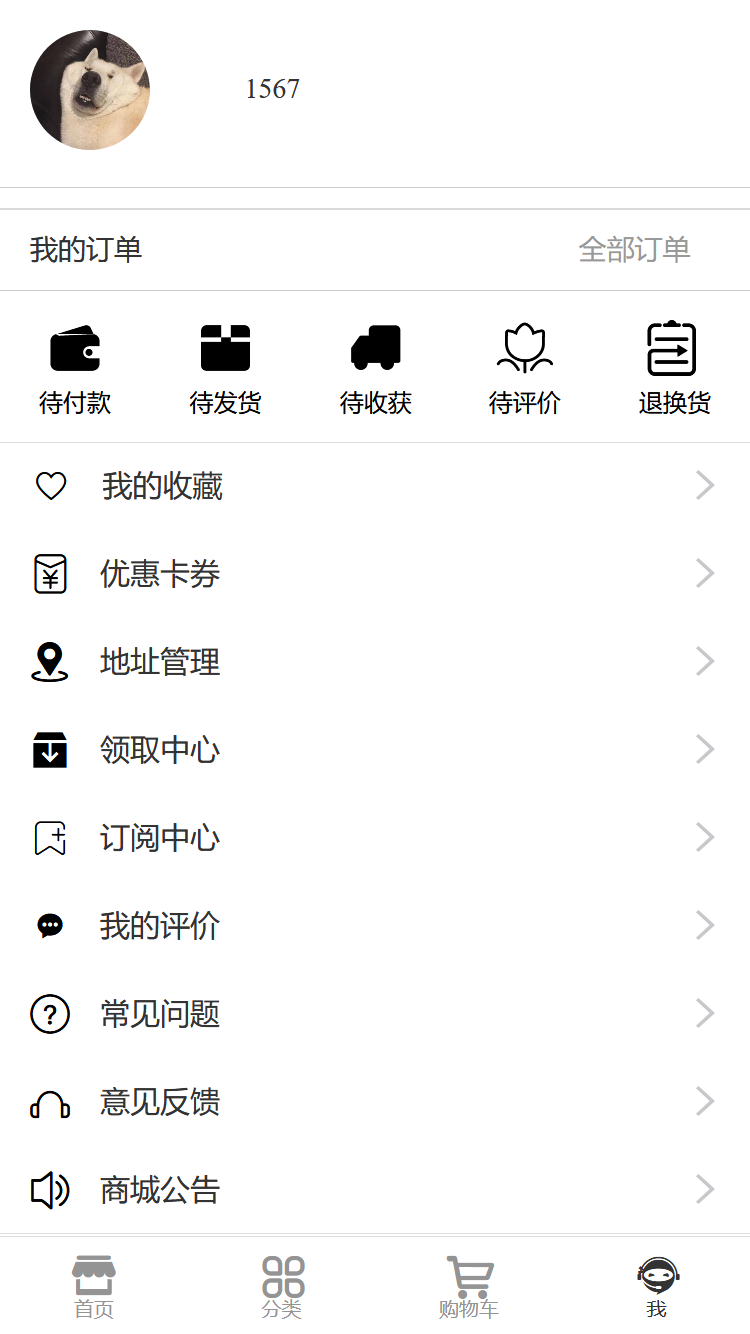 1567
我的订单 全部订单
待付款 待发货 待收获 待评价 退换货
我的收藏
优惠卡券
地址管理
领取中心
订阅中心
我的评价
常见问题
意见反馈
商城公告
首页 分类 购物车 我